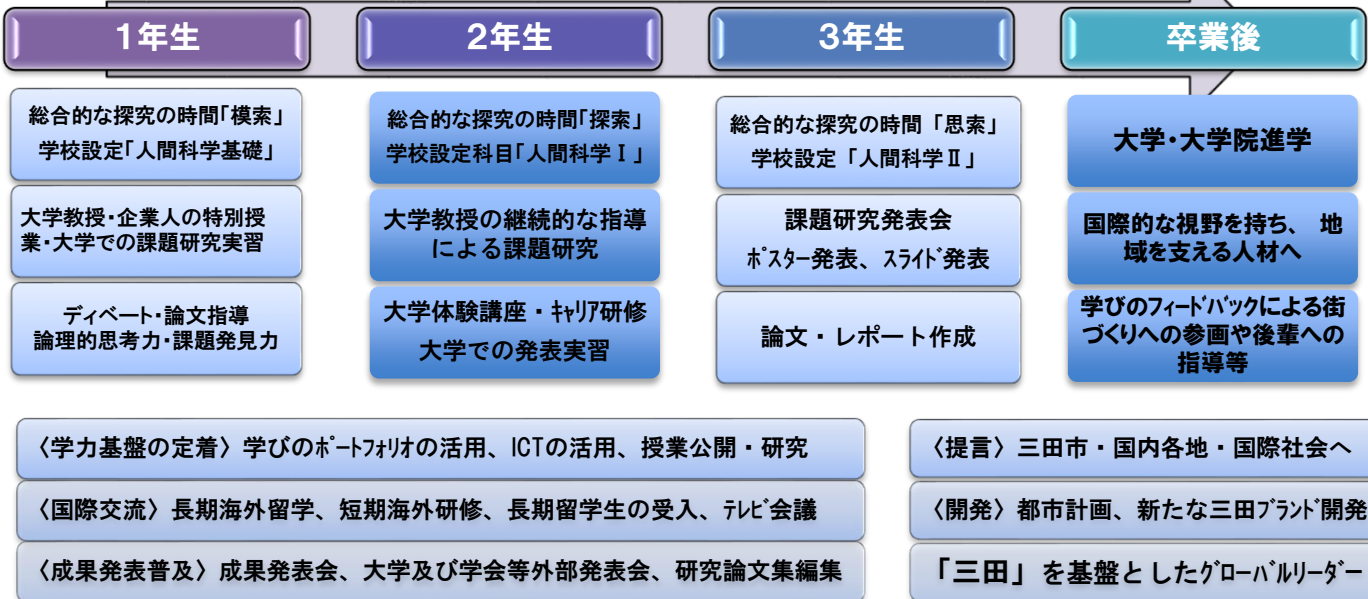 1年生
2年生
3年生
卒業後
総合的な探究の時間「模索」
学校設定「人間科学基礎」
総合的な探究の時間「探索」
学校設定科目「人間科学Ⅰ」
総合的な探究の時間「思索」
学校設定「人間科学Ⅱ」
大学・大学院進学
大学教授・企業人の特別授
業・大学での課題研究実習
大学教授の継続的な指導
による課題研究
課題研究発表会
ﾎﾟｽﾀｰ発表、ｽﾗｲﾄﾞ発表
国際的な視野を持ち、 地
域を支える人材へ
ディベート・論文指導
論理的思考力・課題発見力
大学体験講座・ｷｬﾘｱ研修
大学での発表実習
論文・レポート作成
学びのﾌｨｰﾄﾞﾊﾞｯｸによる街
づくりへの参画や後輩への
指導等
〈学力基盤の定着〉学びのﾎﾟｰﾄﾌｫﾘｵの活用、ICTの活用、授業公開・研究
〈国際交流〉長期海外留学、短期海外研修、長期留学生の受入、ﾃﾚﾋﾞ会議
〈成果発表普及〉成果発表会、大学及び学会等外部発表会、研究論文集編集
〈提言〉三田市・国内各地・国際社会へ
〈開発〉都市計画、新たな三田ﾌﾞﾗﾝﾄﾞ開発
「三田」を基盤としたｸﾞﾛｰﾊﾞﾙﾘｰﾀﾞｰ